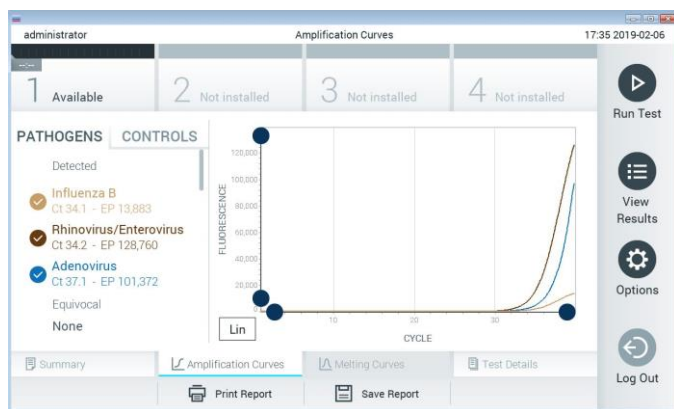 administrator
Amplification Curves
17:35 2019-02-06
--:--
1 Available
2 Not installed
3 Not installed
4 Not installed
PATHOGENS CONTROLS
Detected
Influenza B
Ct 34.1 - EP 13,883
Rhinovirus/Enterovirus
Ct 34.2 - EP 128,760
Adenovirus
Ct 37.1 - EP 101,372
Equivocal
None
FLUORESCENCE
120,000
100,000
80,000
60,000
40,000
20,000
10 20 30
CYCLE
Lin
Summary
Amplification Curves
Melting Curves
Test Details
Print Report
Save Report
Run Test
View
Results
Options
Log Out